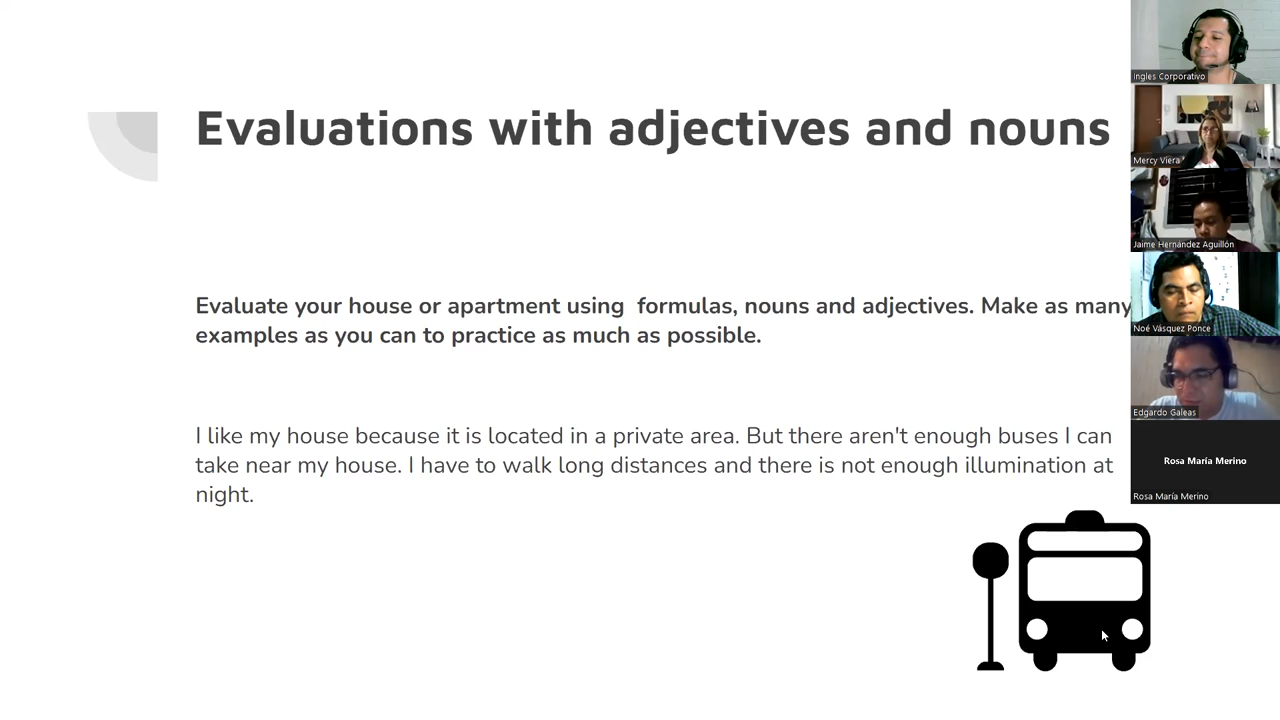 Evaluations with adjectives and nouns
Evaluate your house or apartment using formulas, nouns and adjectives. Make as many
examples as you can to practice as much as possible.
I like my house because it is located in a private area. But there aren't enough buses I can
take near my house. I have to walk long distances and there is not enough illumination at
night.
Ingles Corporativo
Mercy Viera
Jaime Hernández Aguillón
Noé Vásquez Ponce
Edgardo Galeas
Rosa María Merino
Rosa María Merino